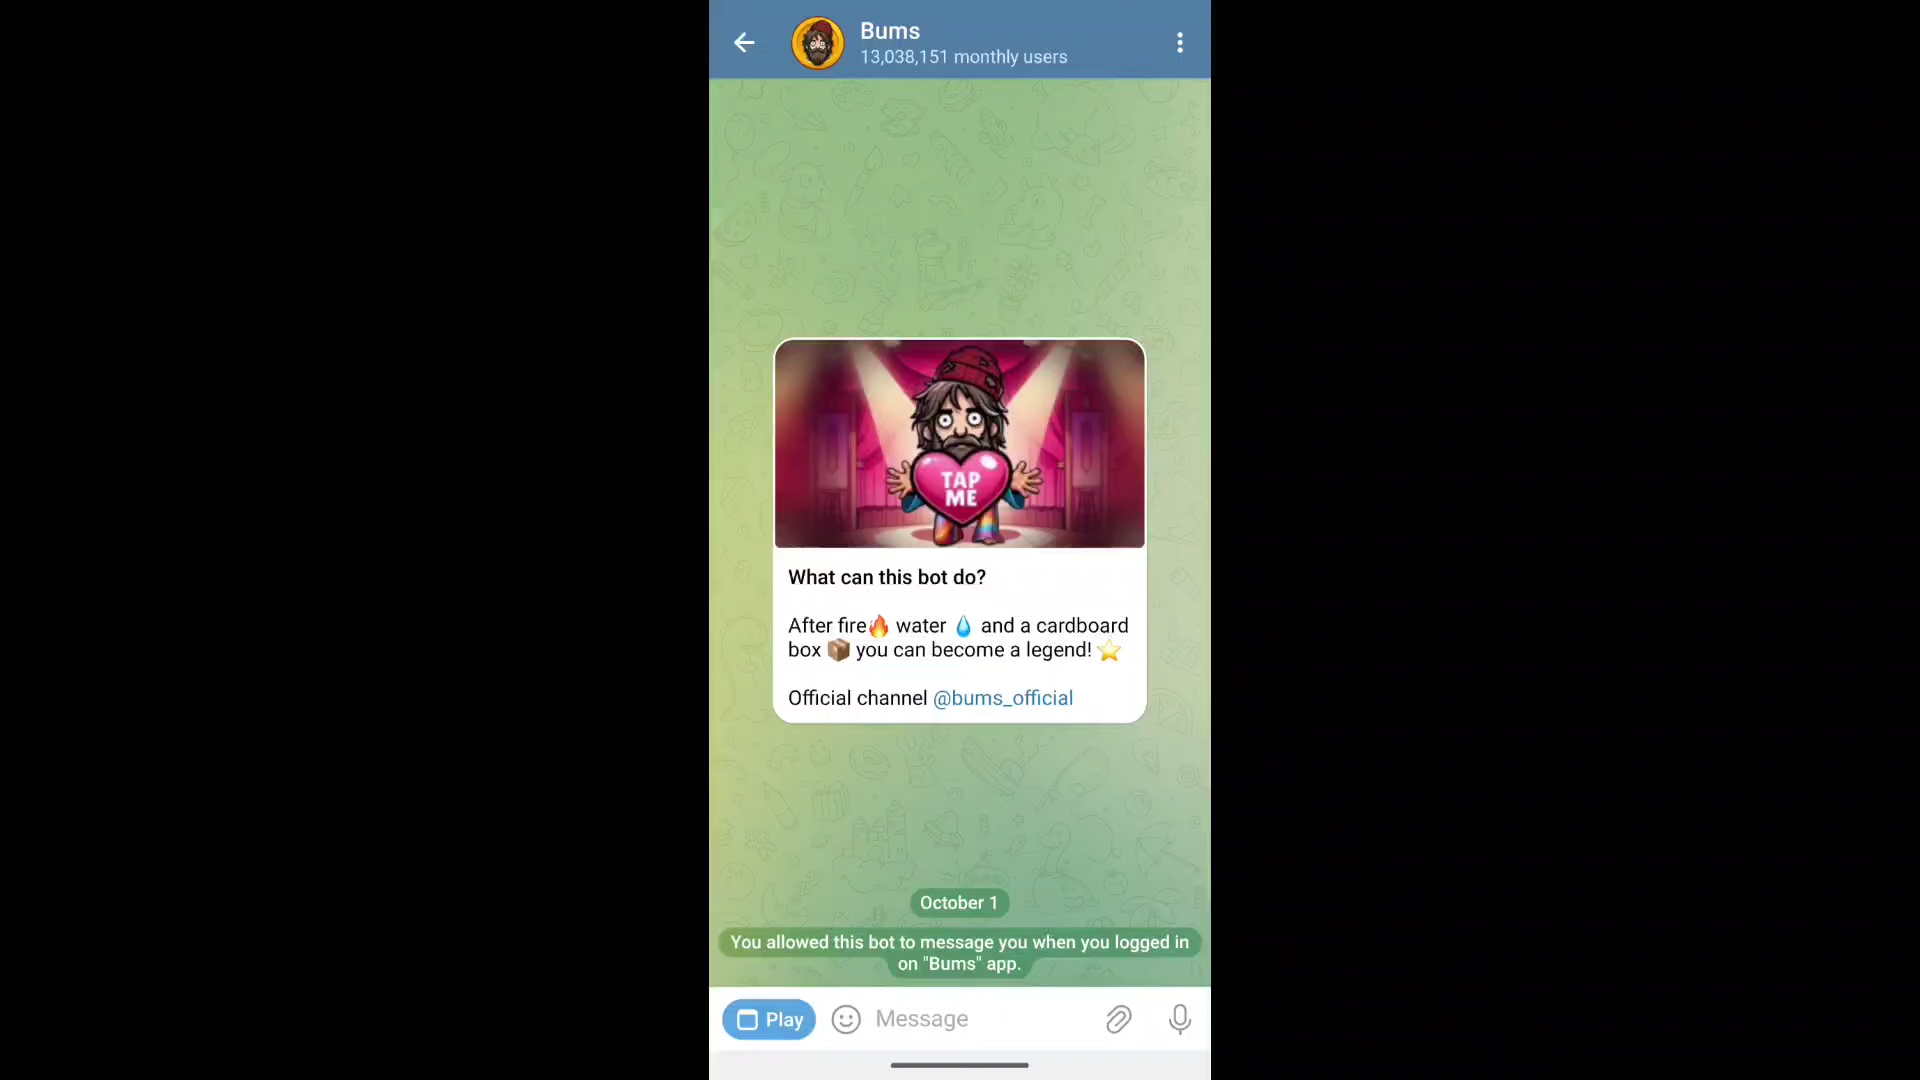 Bums
13,038,151 monthly users
TAP
ME
What can this bot do?
After fire🔥 water 💧 and a cardboard
box 📦 you can become a legend! ⭐
Official channel @bums_official
October 1
You allowed this bot to message you when you logged in
on "Bums" app.
Play
Message